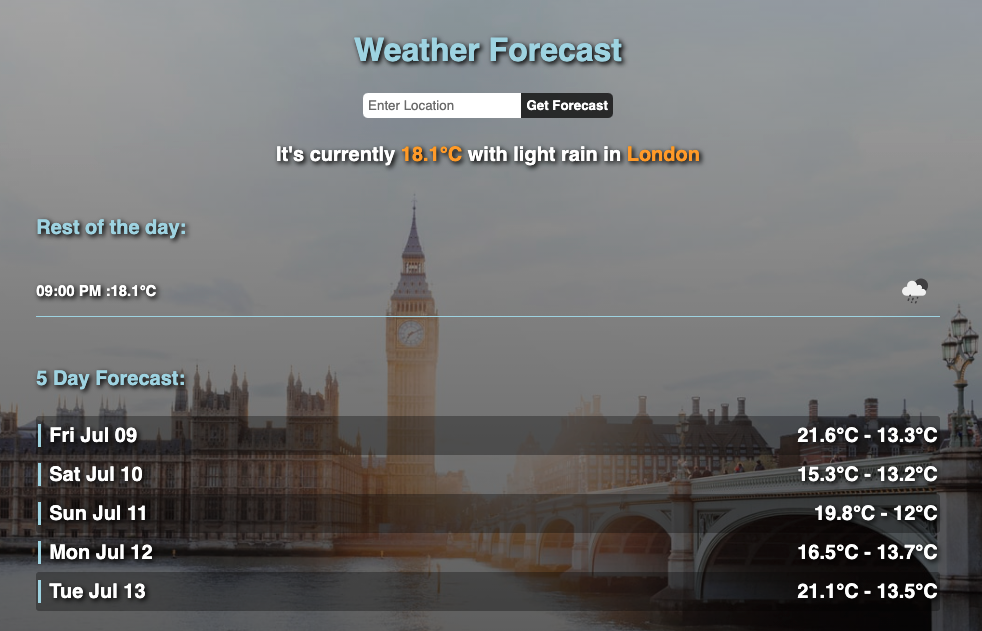 Weather Forecast
Enter Location Get Forecast
It's currently 18.1°C with light rain in London
Rest of the day:
09:00 PM :18.1°C
5 Day Forecast:
Fri Jul 09 21.6°C - 13.3°C
Sat Jul 10 15.3°C - 13.2°C
Sun Jul 11 19.8°C - 12°C
Mon Jul 12 16.5°C - 13.7°C
Tue Jul 13 21.1°C - 13.5°C